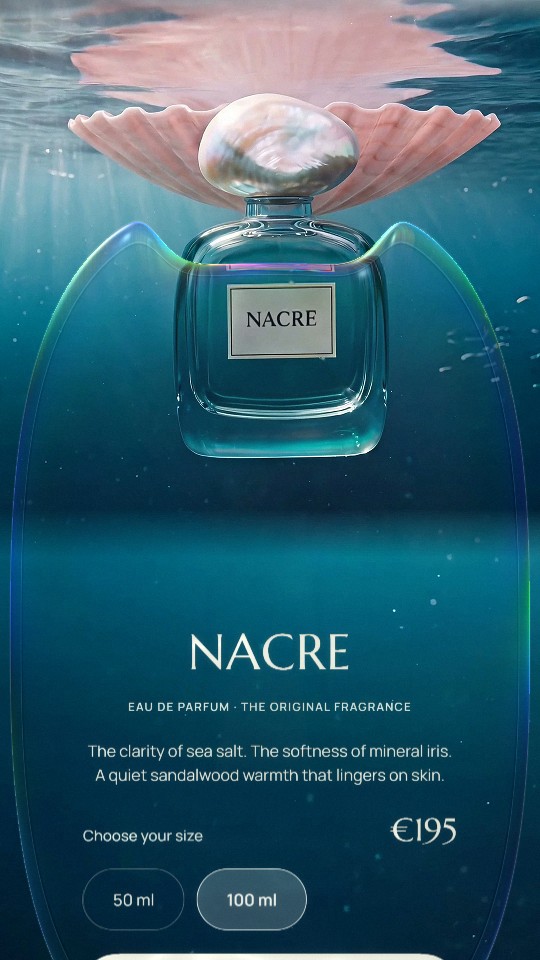 NACRE
NACRE
EAU DE PARFUM · THE ORIGINAL FRAGRANCE
The clarity of sea salt. The softness of mineral iris.
A quiet sandalwood warmth that lingers on skin.
Choose your size
€195
50 ml
100 ml